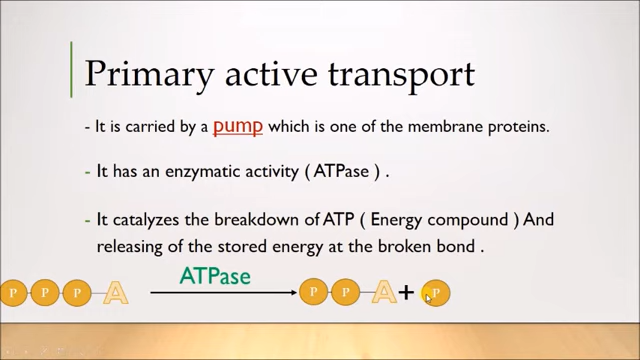 Primary active transport
- It is carried by a pump which is one of the membrane proteins.
- It has an enzymatic activity ( ATPase ) .
- It catalyzes the breakdown of ATP ( Energy compound ) And
releasing of the stored energy at the broken bond .
P P P A ATPase P P A + P